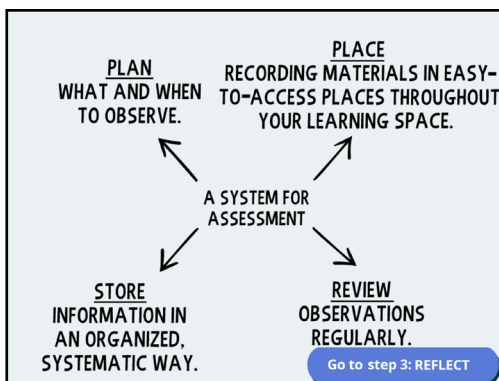 PLAN
WHAT AND WHEN
TO OBSERVE.
PLACE
RECORDING MATERIALS IN EASY-
TO-ACCESS PLACES THROUGHOUT
YOUR LEARNING SPACE.
A SYSTEM FOR
ASSESSMENT
STORE
INFORMATION IN
AN ORGANIZED,
SYSTEMATIC WAY.
REVIEW
OBSERVATIONS
REGULARLY.
Go to step 3: REFLECT